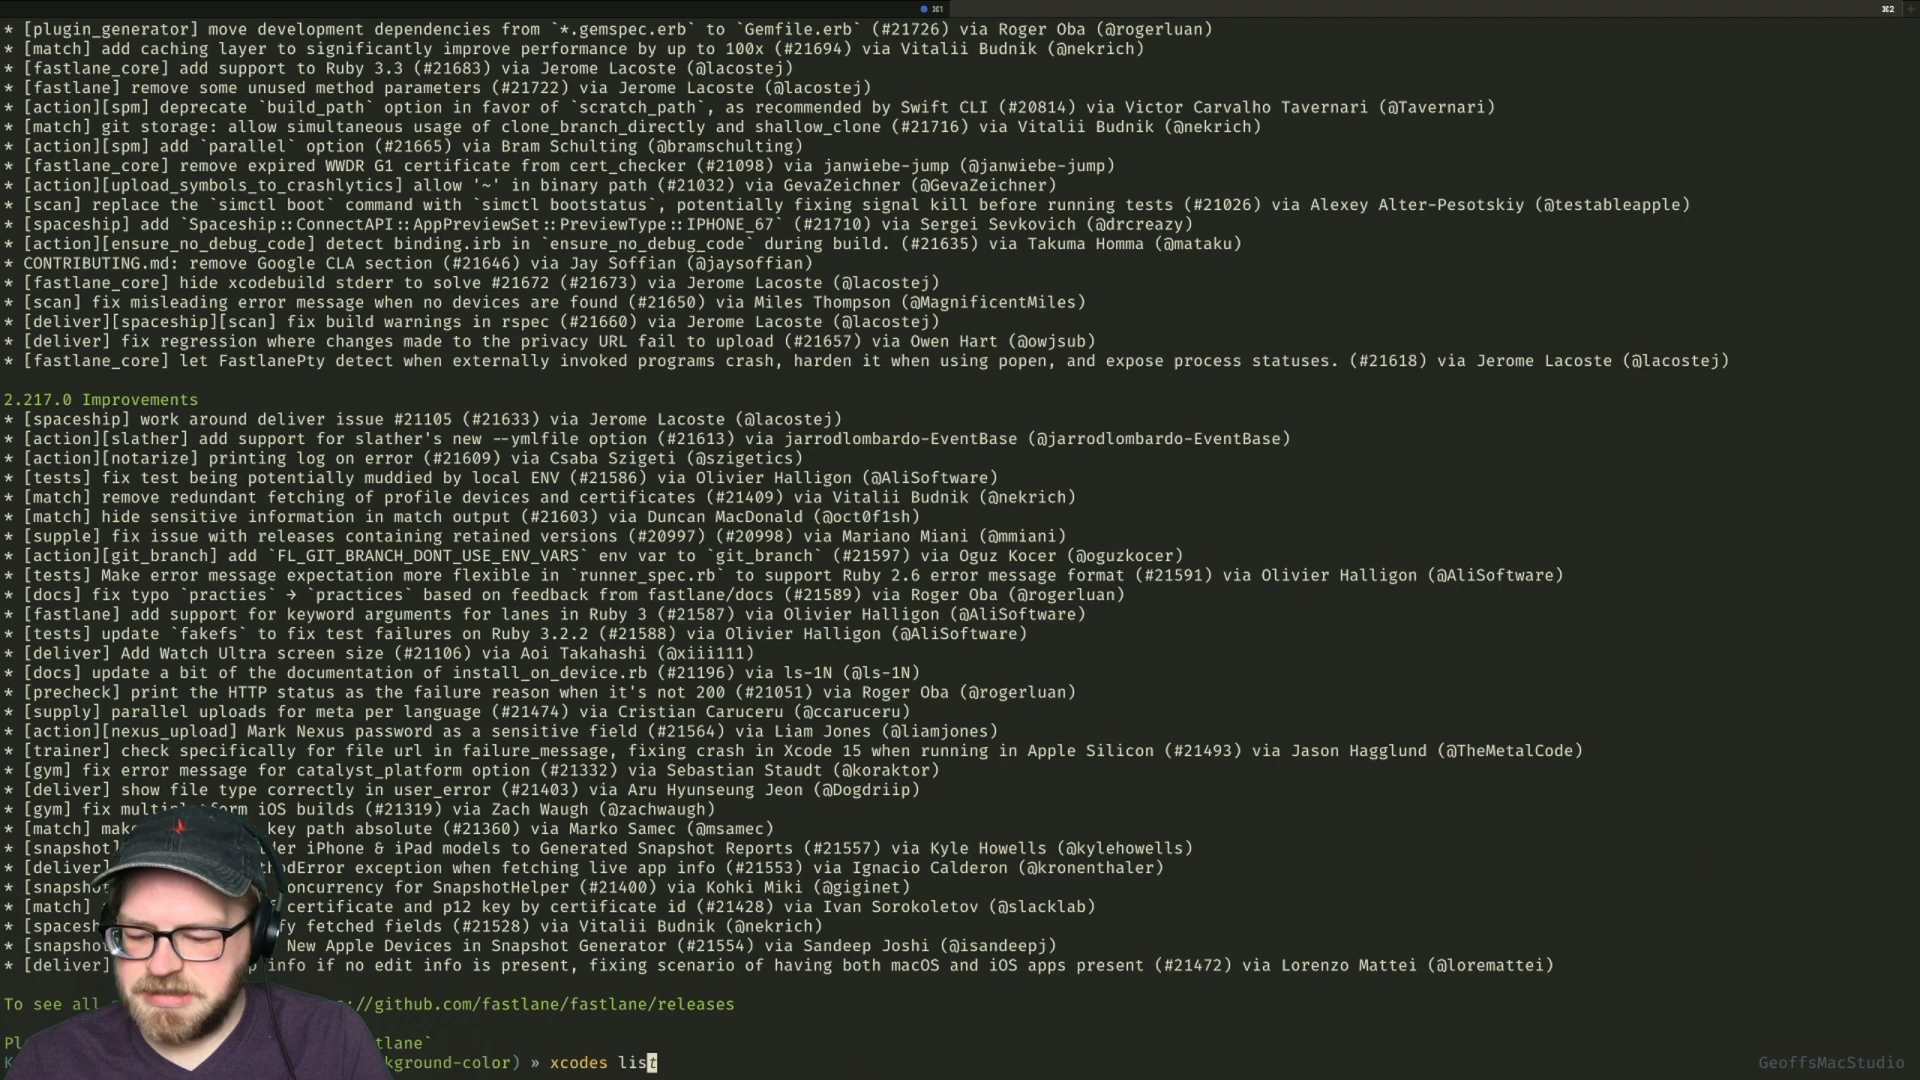 ⌘1 ⌘2 +
* [plugin_generator] move development dependencies from `*.gemspec.erb` to `Gemfile.erb` (#21726) via Roger Oba (@rogerluan)
* [match] add caching layer to significantly improve performance by up to 100x (#21694) via Vitalii Budnik (@nekrich)
* [fastlane_core] add support to Ruby 3.3 (#21683) via Jerome Lacoste (@lacostej)
* [fastlane] remove some unused method parameters (#21722) via Jerome Lacoste (@lacostej)
* [action][spm] deprecate `build_path` option in favor of `scratch_path`, as recommended by Swift CLI (#20814) via Victor Carvalho Tavernari (@Tavernari)
* [match] git storage: allow simultaneous usage of clone_branch_directly and shallow_clone (#21716) via Vitalii Budnik (@nekrich)
* [action][spm] add `parallel` option (#21665) via Bram Schulting (@bramschulting)
* [fastlane_core] remove expired WWDR G1 certificate from cert_checker (#21098) via janwiebe-jump (@janwiebe-jump)
* [action][upload_symbols_to_crashlytics] allow '~' in binary path (#21032) via GevaZeichner (@GevaZeichner)
* [scan] replace the `simctl boot` command with `simctl bootstatus`, potentially fixing signal kill before running tests (#21026) via Alexey Alter-Pesotskiy (@testableapple)
* [spaceship] add `Spaceship::ConnectAPI::AppPreviewSet::PreviewType::IPHONE_67` (#21710) via Sergei Sevkovich (@drcreazy)
* [action][ensure_no_debug_code] detect binding.irb in `ensure_no_debug_code` during build. (#21635) via Takuma Homma (@mataku)
* CONTRIBUTING.md: remove Google CLA section (#21646) via Jay Soffian (@jaysoffian)
* [fastlane_core] hide xcodebuild stderr to solve #21672 (#21673) via Jerome Lacoste (@lacostej)
* [scan] fix misleading error message when no devices are found (#21650) via Miles Thompson (@MagnificentMiles)
* [deliver][spaceship][scan] fix build warnings in rspec (#21660) via Jerome Lacoste (@lacostej)
* [deliver] fix regression where changes made to the privacy URL fail to upload (#21657) via Owen Hart (@owjsub)
* [fastlane_core] let FastlanePty detect when externally invoked programs crash, harden it when using popen, and expose process statuses. (#21618) via Jerome Lacoste (@lacostej)
2.217.0 Improvements
* [spaceship] work around deliver issue #21105 (#21633) via Jerome Lacoste (@lacostej)
* [action][slather] add support for slather's new --ymlfile option (#21613) via jarrodlombardo-EventBase (@jarrodlombardo-EventBase)
* [action][notarize] printing log on error (#21609) via Csaba Szigeti (@szigetics)
* [tests] fix test being potentially muddied by local ENV (#21586) via Olivier Halligon (@AliSoftware)
* [match] remove redundant fetching of profile devices and certificates (#21409) via Vitalii Budnik (@nekrich)
* [match] hide sensitive information in match output (#21603) via Duncan MacDonald (@oct0f1sh)
* [supple] fix issue with releases containing retained versions (#20997) (#20998) via Mariano Miani (@mmiani)
* [action][git_branch] add `FL_GIT_BRANCH_DONT_USE_ENV_VARS` env var to `git_branch` (#21597) via Oguz Kocer (@oguzkocer)
* [tests] Make error message expectation more flexible in `runner_spec.rb` to support Ruby 2.6 error message format (#21591) via Olivier Halligon (@AliSoftware)
* [docs] fix typo `practies` → `practices` based on feedback from fastlane/docs (#21589) via Roger Oba (@rogerluan)
* [fastlane] add support for keyword arguments for lanes in Ruby 3 (#21587) via Olivier Halligon (@AliSoftware)
* [tests] update `fakefs` to fix test failures on Ruby 3.2.2 (#21588) via Olivier Halligon (@AliSoftware)
* [deliver] Add Watch Ultra screen size (#21106) via Aoi Takahashi (@xiii111)
* [docs] update a bit of the documentation of install_on_device.rb (#21196) via ls-1N (@ls-1N)
* [precheck] print the HTTP status as the failure reason when it's not 200 (#21051) via Roger Oba (@rogerluan)
* [supply] parallel uploads for meta per language (#21474) via Cristian Caruceru (@ccaruceru)
* [action][nexus_upload] Mark Nexus password as a sensitive field (#21564) via Liam Jones (@liamjones)
* [trainer] check specifically for file url in failure_message, fixing crash in Xcode 15 when running in Apple Silicon (#21493) via Jason Hagglund (@TheMetalCode)
* [gym] fix error message for catalyst_platform option (#21332) via Sebastian Staudt (@koraktor)
* [deliver] show file type correctly in user_error (#21403) via Aru Hyunseung Jeon (@Dogdriip)
* [gym] fix multiplatform iOS builds (#21319) via Zach Waugh (@zachwaugh)
* [match] make key path absolute (#21360) via Marko Samec (@msamec)
* [snapshot] iPhone & iPad models to Generated Snapshot Reports (#21557) via Kyle Howells (@kylehowells)
* [deliver exception when fetching live app info (#21553) via Ignacio Calderon (@kronenthaler)
* [snapshot oncurrency for SnapshotHelper (#21400) via Kohki Miki (@giginet)
* [match] certificate and p12 key by certificate id (#21428) via Ivan Sorokoletov (@slacklab)
* [spaces fy fetched fields (#21528) via Vitalii Budnik (@nekrich)
* [snapshot New Apple Devices in Snapshot Generator (#21554) via Sandeep Joshi (@isandeepj)
* [deliver] info if no edit info is present, fixing scenario of having both macOS and iOS apps present (#21472) via Lorenzo Mattei (@loremattei)
To see all ://github.com/fastlane/fastlane/releases
Pl tlane`
K kground-color) » xcodes list
GeoffsMacStudio